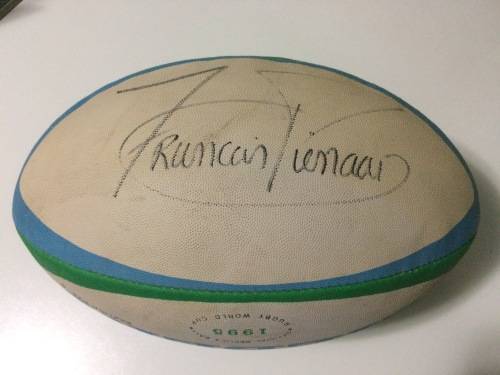 Francois Pienaar
RUGBY WORLD CUP
1995